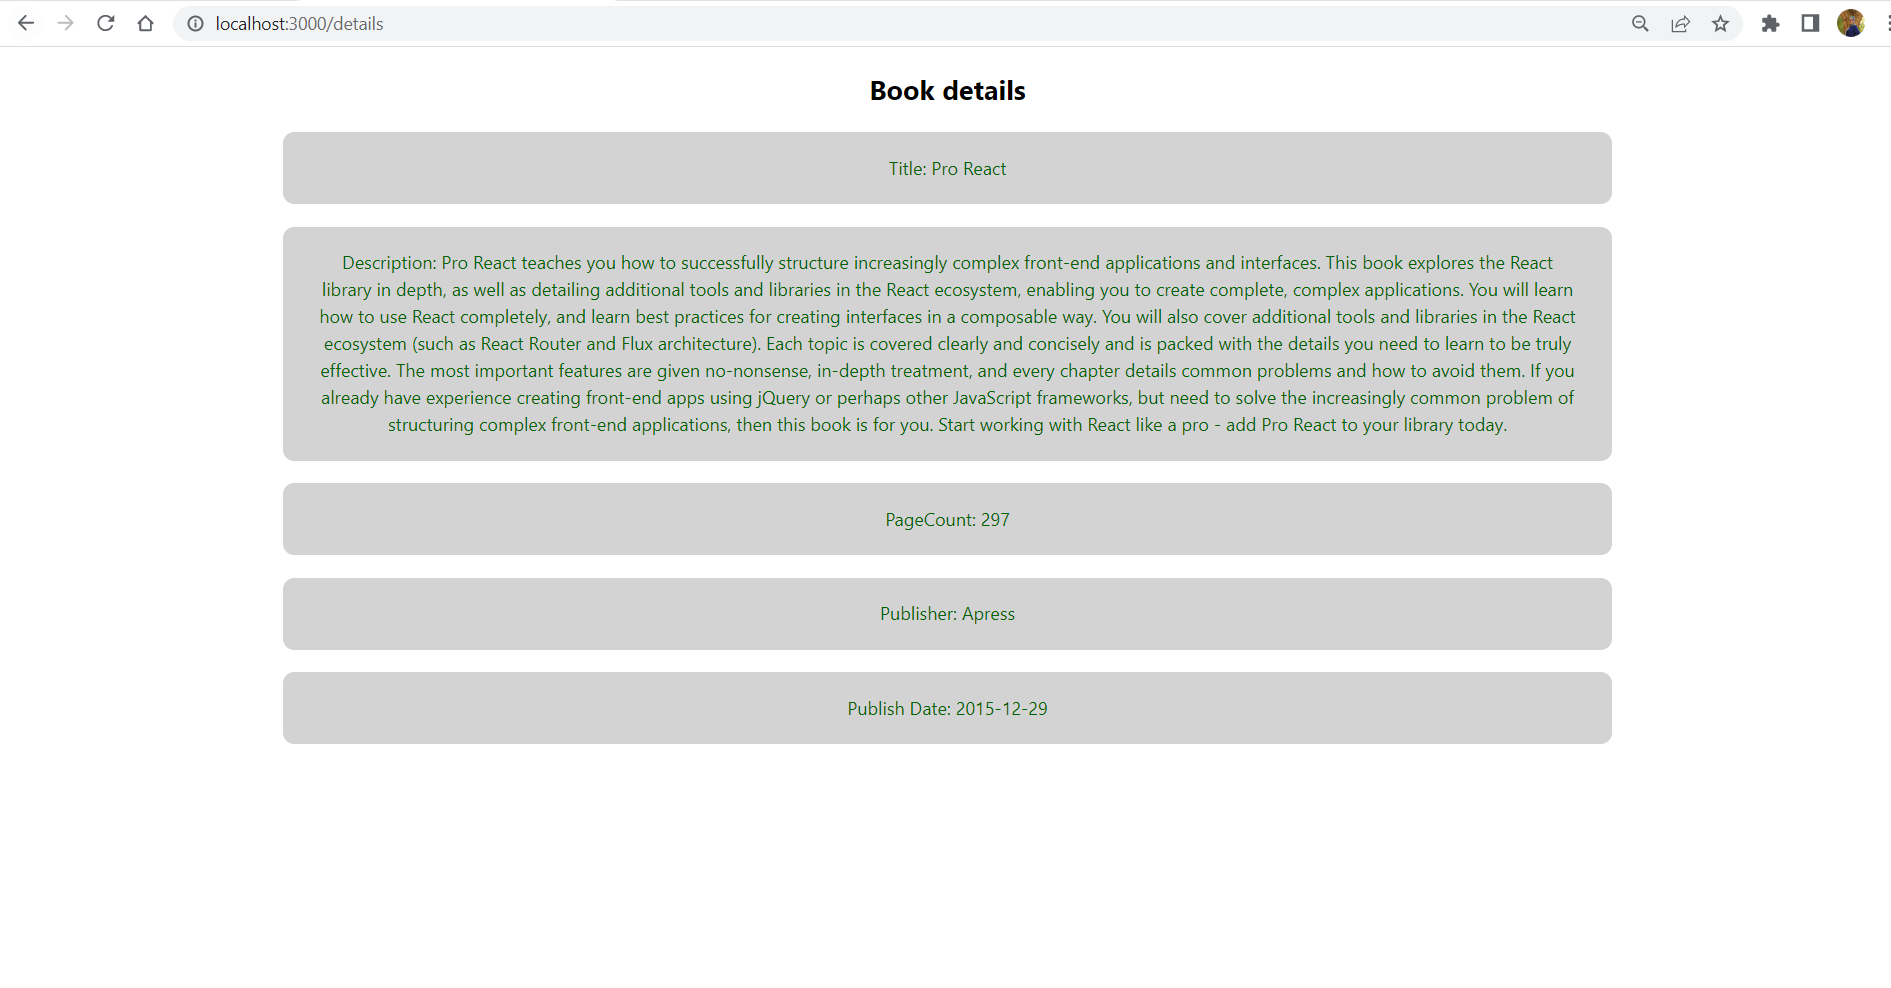 localhost:3000/details
Book details
Title: Pro React
Description: Pro React teaches you how to successfully structure increasingly complex front-end applications and interfaces. This book explores the React
library in depth, as well as detailing additional tools and libraries in the React ecosystem, enabling you to create complete, complex applications. You will learn
how to use React completely, and learn best practices for creating interfaces in a composable way. You will also cover additional tools and libraries in the React
ecosystem (such as React Router and Flux architecture). Each topic is covered clearly and concisely and is packed with the details you need to learn to be truly
effective. The most important features are given no-nonsense, in-depth treatment, and every chapter details common problems and how to avoid them. If you
already have experience creating front-end apps using jQuery or perhaps other JavaScript frameworks, but need to solve the increasingly common problem of
structuring complex front-end applications, then this book is for you. Start working with React like a pro - add Pro React to your library today.
PageCount: 297
Publisher: Apress
Publish Date: 2015-12-29